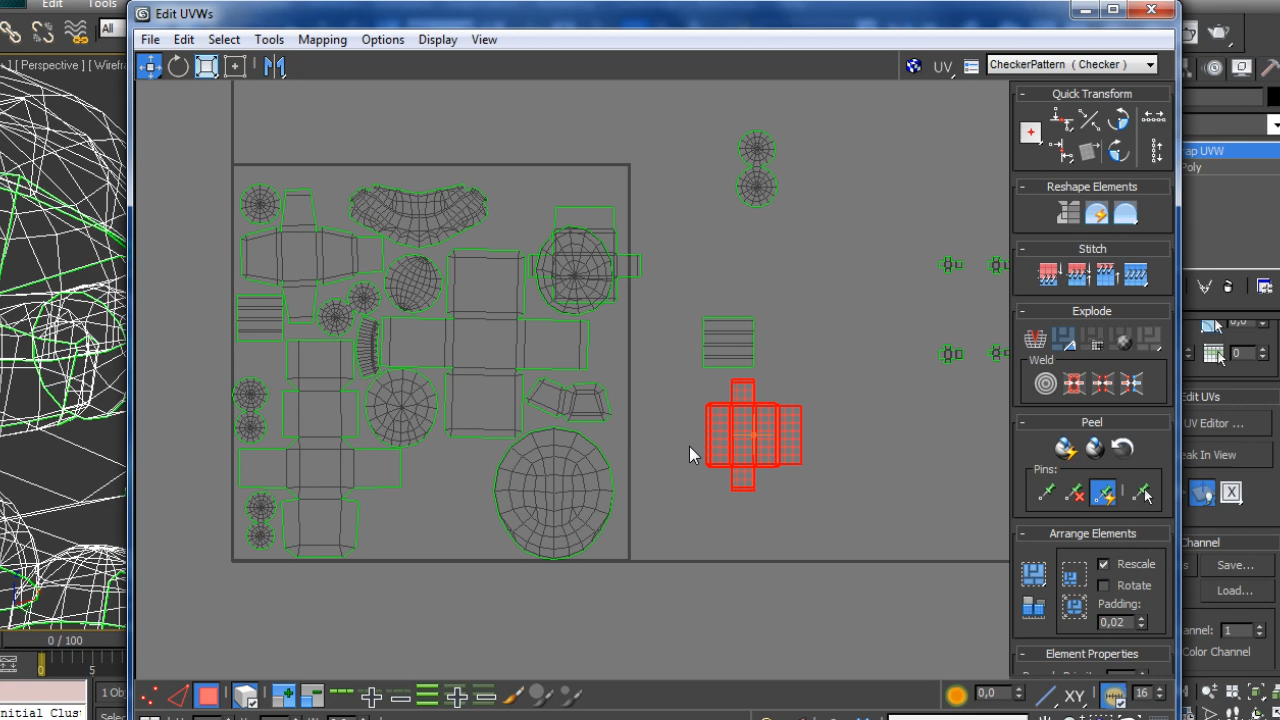 Edit Tools
All
] [ Perspective ] [ Wirefra
0 / 100
5
1 Ob
nitial Clus
Edit UVWs
File Edit Select Tools Mapping Options Display View
UV
CheckerPattern ( Checker )
- Quick Transform
- Reshape Elements
- Stitch
- Explode
Weld
- Peel
Pins:
- Arrange Elements
Rescale
Rotate
Padding:
0,02
- Element Properties
0,0
XY
16
ap UVW
Poly
0
Edit UVs
UV Editor ...
eak In View
Channel
Save...
Load...
annel: 1
Color Channel